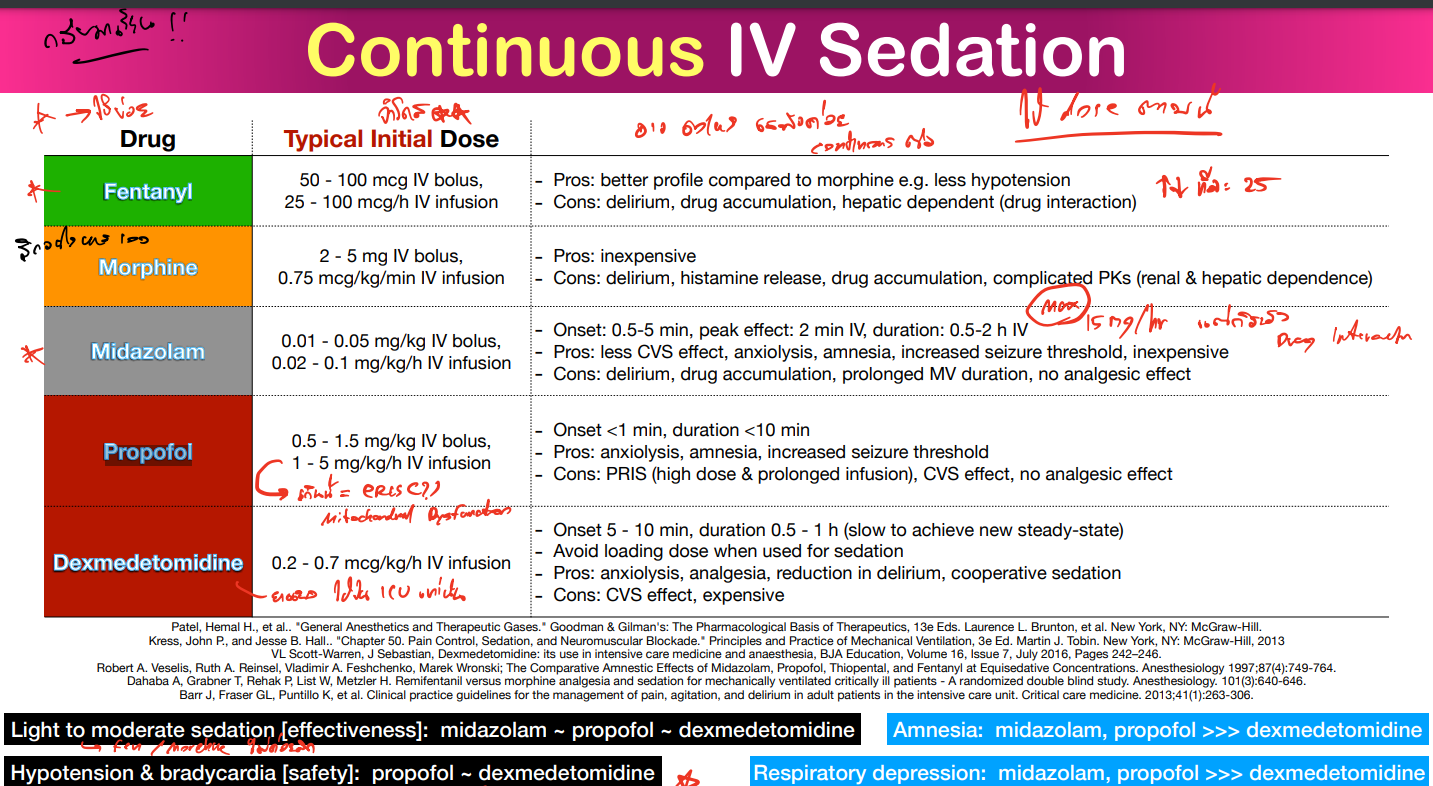 Continuous IV Sedation
Drug
Typical Initial Dose
ใช้ dose ตามนี้
continuous
Fentanyl
50 - 100 mcg IV bolus,
25 - 100 mcg/h IV infusion
- Pros: better profile compared to morphine e.g. less hypotension
- Cons: delirium, drug accumulation, hepatic dependent (drug interaction)
25
Morphine
2 - 5 mg IV bolus,
0.75 mcg/kg/min IV infusion
- Pros: inexpensive
- Cons: delirium, histamine release, drug accumulation, complicated PKs (renal & hepatic dependence)
Max
15 mg/hr
Drug Interaction
Midazolam
0.01 - 0.05 mg/kg IV bolus,
0.02 - 0.1 mg/kg/h IV infusion
- Onset: 0.5-5 min, peak effect: 2 min IV, duration: 0.5-2 h IV
- Pros: less CVS effect, anxiolysis, amnesia, increased seizure threshold, inexpensive
- Cons: delirium, drug accumulation, prolonged MV duration, no analgesic effect
Propofol
0.5 - 1.5 mg/kg IV bolus,
1 - 5 mg/kg/h IV infusion
- Onset <1 min, duration <10 min
- Pros: anxiolysis, amnesia, increased seizure threshold
- Cons: PRIS (high dose & prolonged infusion), CVS effect, no analgesic effect
Mitochondrial Dysfunction
Dexmedetomidine
0.2 - 0.7 mcg/kg/h IV infusion
ICU เท่านั้น
- Onset 5 - 10 min, duration 0.5 - 1 h (slow to achieve new steady-state)
- Avoid loading dose when used for sedation
- Pros: anxiolysis, analgesia, reduction in delirium, cooperative sedation
- Cons: CVS effect, expensive
Patel, Hemal H., et al.. "General Anesthetics and Therapeutic Gases." Goodman & Gilman's: The Pharmacological Basis of Therapeutics, 13e Eds. Laurence L. Brunton, et al. New York, NY: McGraw-Hill.
Kress, John P., and Jesse B. Hall.. "Chapter 50. Pain Control, Sedation, and Neuromuscular Blockade." Principles and Practice of Mechanical Ventilation, 3e Ed. Martin J. Tobin. New York, NY: McGraw-Hill, 2013
VL Scott-Warren, J Sebastian, Dexmedetomidine: its use in intensive care medicine and anaesthesia, BJA Education, Volume 16, Issue 7, July 2016, Pages 242–246.
Robert A. Veselis, Ruth A. Reinsel, Vladimir A. Feshchenko, Marek Wronski; The Comparative Amnestic Effects of Midazolam, Propofol, Thiopental, and Fentanyl at Equisedative Concentrations. Anesthesiology 1997;87(4):749-764.
Dahaba A, Grabner T, Rehak P, List W, Metzler H. Remifentanil versus morphine analgesia and sedation for mechanically ventilated critically ill patients - A randomized double blind study. Anesthesiology. 101(3):640-646.
Barr J, Fraser GL, Puntillo K, et al. Clinical practice guidelines for the management of pain, agitation, and delirium in adult patients in the intensive care unit. Critical care medicine. 2013;41(1):263-306.
Light to moderate sedation [effectiveness]: midazolam ~ propofol ~ dexmedetomidine
Amnesia: midazolam, propofol >>> dexmedetomidine
Hypotension & bradycardia [safety]: propofol ~ dexmedetomidine
Respiratory depression: midazolam, propofol >>> dexmedetomidine